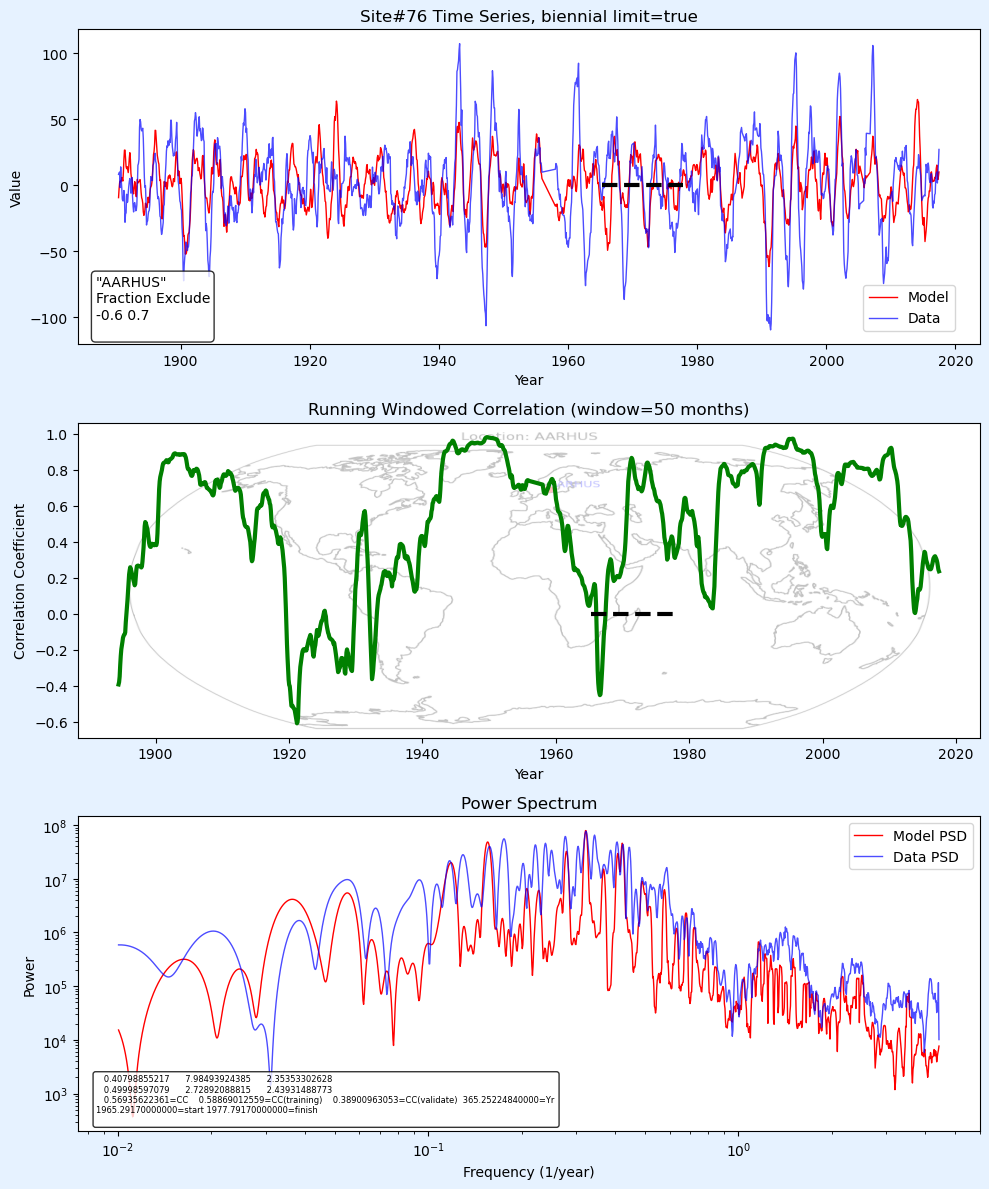 Site#76 Time Series, biennial limit=true
100
50
0
−50
−100
Value
"AARHUS"
Fraction Exclude
-0.6 0.7
Model
Data
1900
1920
1940
1960
1980
2000
2020
Year
Running Windowed Correlation (window=50 months)
Location: AARHUS
AARHUS
1.0
0.8
0.6
0.4
0.2
0.0
−0.2
−0.4
−0.6
Correlation Coefficient
1900
1920
1940
1960
1980
2000
2020
Year
Power Spectrum
10^8
10^7
10^6
10^5
10^4
10^3
Power
Model PSD
Data PSD
0.40798855217 7.98493924385 2.35353302628
0.49998597079 2.72892088815 2.43931488773
0.56935622361=CC 0.58869012559=CC(training) 0.38900963053=CC(validate) 365.25224840000=Yr
1965.29170000000=start 1977.79170000000=finish
10^−2
10^−1
10^0
Frequency (1/year)